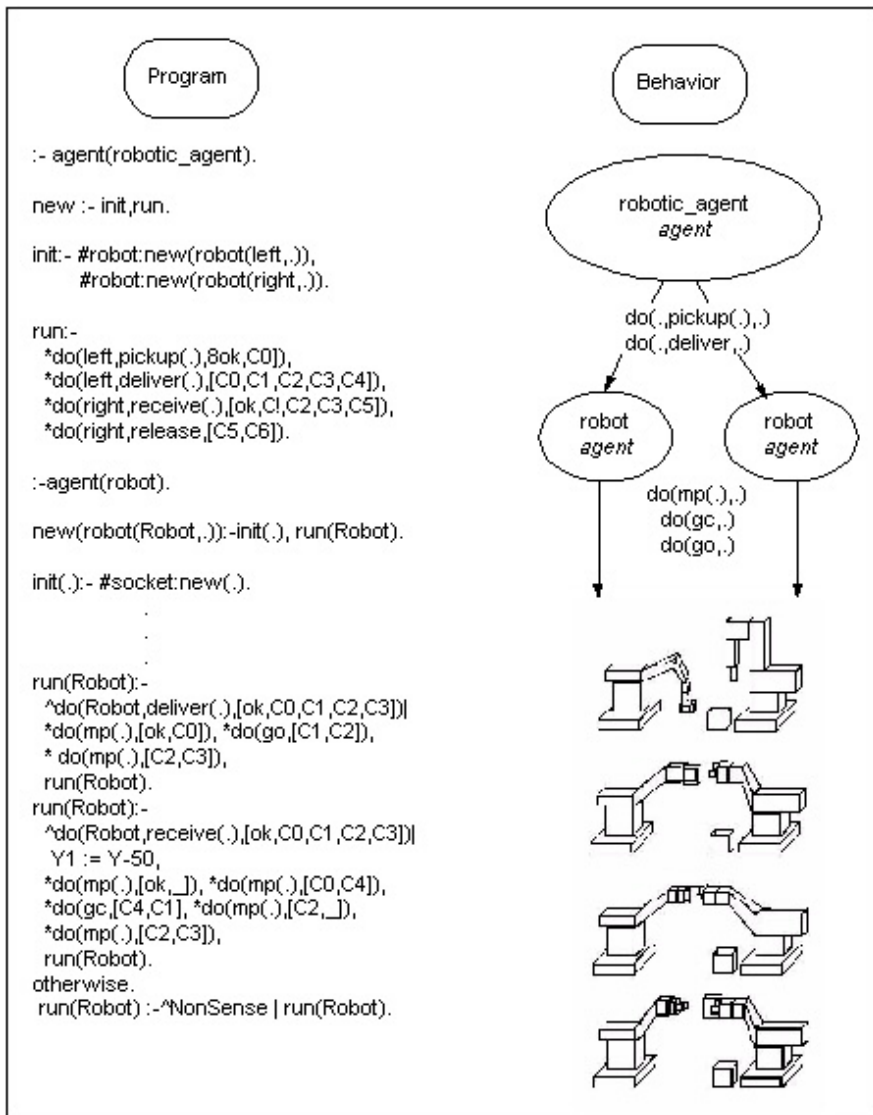 Program
:- agent(robotic_agent).
new :- init,run.
init:- #robot:new(robot(left,.)),
#robot:new(robot(right,.)).
run:-
*do(left,pickup(.),8ok,C0]),
*do(left,deliver(.),[C0,C1,C2,C3,C4]),
*do(right,receive(.),[ok,C!,C2,C3,C5]),
*do(right,release,[C5,C6]).
:-agent(robot).
new(robot(Robot,.)):-init(.), run(Robot).
init(.):- #socket:new(.).
.
.
.
run(Robot):-
^do(Robot,deliver(.),[ok,C0,C1,C2,C3])|
*do(mp(.),[ok,C0]), *do(go,[C1,C2]),
* do(mp(.),[C2,C3]),
run(Robot).
run(Robot):-
^do(Robot,receive(.),[ok,C0,C1,C2,C3])|
Y1 := Y-50,
*do(mp(.),[ok,_]), *do(mp(.),[C0,C4]),
*do(gc,[C4,C1], *do(mp(.),[C2,_]),
*do(mp(.),[C2,C3]),
run(Robot).
otherwise.
run(Robot) :-^NonSense | run(Robot).
Behavior
robotic_agent
agent
do(.,pickup(.),.)
do(.,deliver,.)
robot
agent
robot
agent
do(mp(.),.)
do(gc,.)
do(go,.)